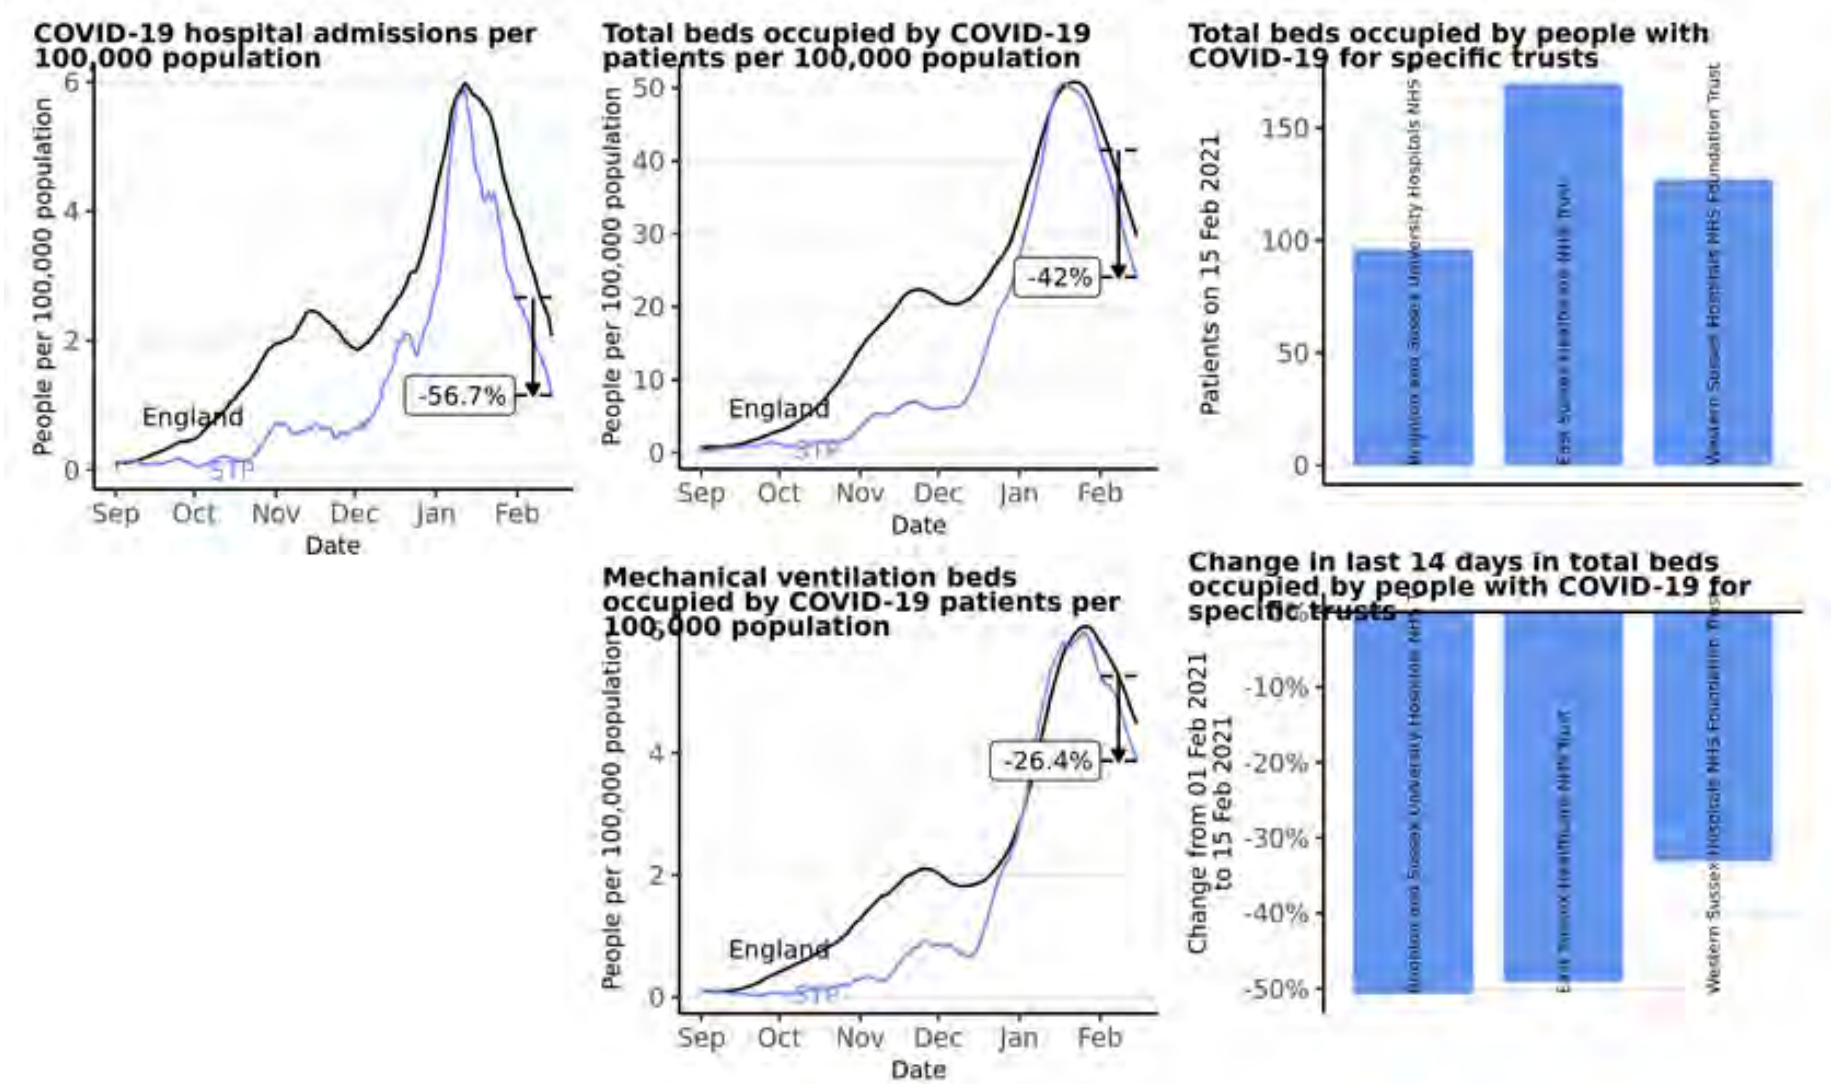 COVID-19 hospital admissions per
100,000 population
People per 100,000 population
6
4
2
0
England
STP
-56.7%
Sep Oct Nov Dec Jan Feb
Date
Total beds occupied by COVID-19
patients per 100,000 population
People per 100,000 population
50
40
30
20
10
0
England
STP
-42%
Sep Oct Nov Dec Jan Feb
Date
Total beds occupied by people with
COVID-19 for specific trusts
Patients on 15 Feb 2021
150
100
50
0
Brighton and Sussex University Hospitals NHS
East Sussex Healthcare NHS Trust
Western Sussex Hospitals NHS Foundation Trust
Mechanical ventilation beds
occupied by COVID-19 patients per
100,000 population
People per 100,000 population
4
2
0
England
STP
-26.4%
Sep Oct Nov Dec Jan Feb
Date
Change in last 14 days in total beds
occupied by people with COVID-19 for
specific trusts
Change from 01 Feb 2021
to 15 Feb 2021
-10%
-20%
-30%
-40%
-50%
Brighton and Sussex University Hospitals NHS
East Sussex Healthcare NHS Trust
Western Sussex Hospitals NHS Foundation Trust